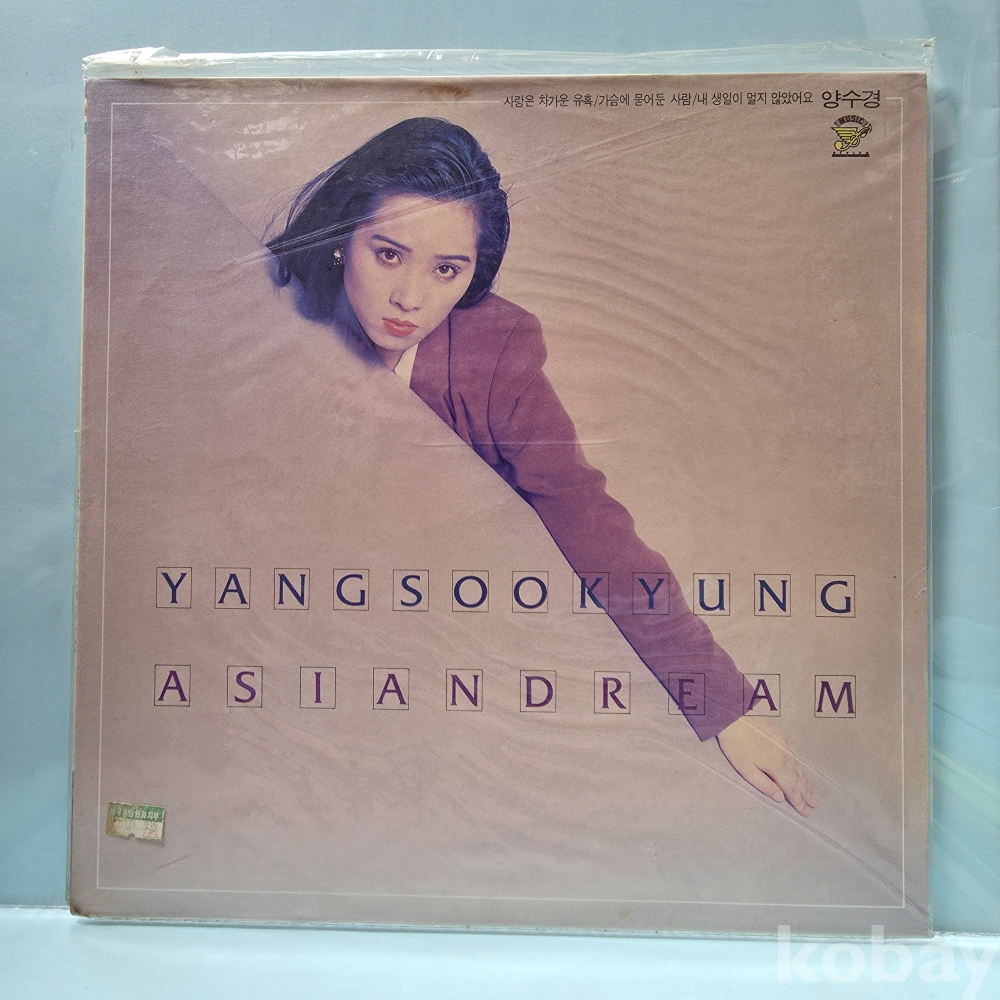 사랑은 차가운 유혹/가슴에 묻어둔 사람/내 생일이 멀지 않았어요 양수경
MUSIC
YANGSOOKYUNG
ASIANDREAM
kobay